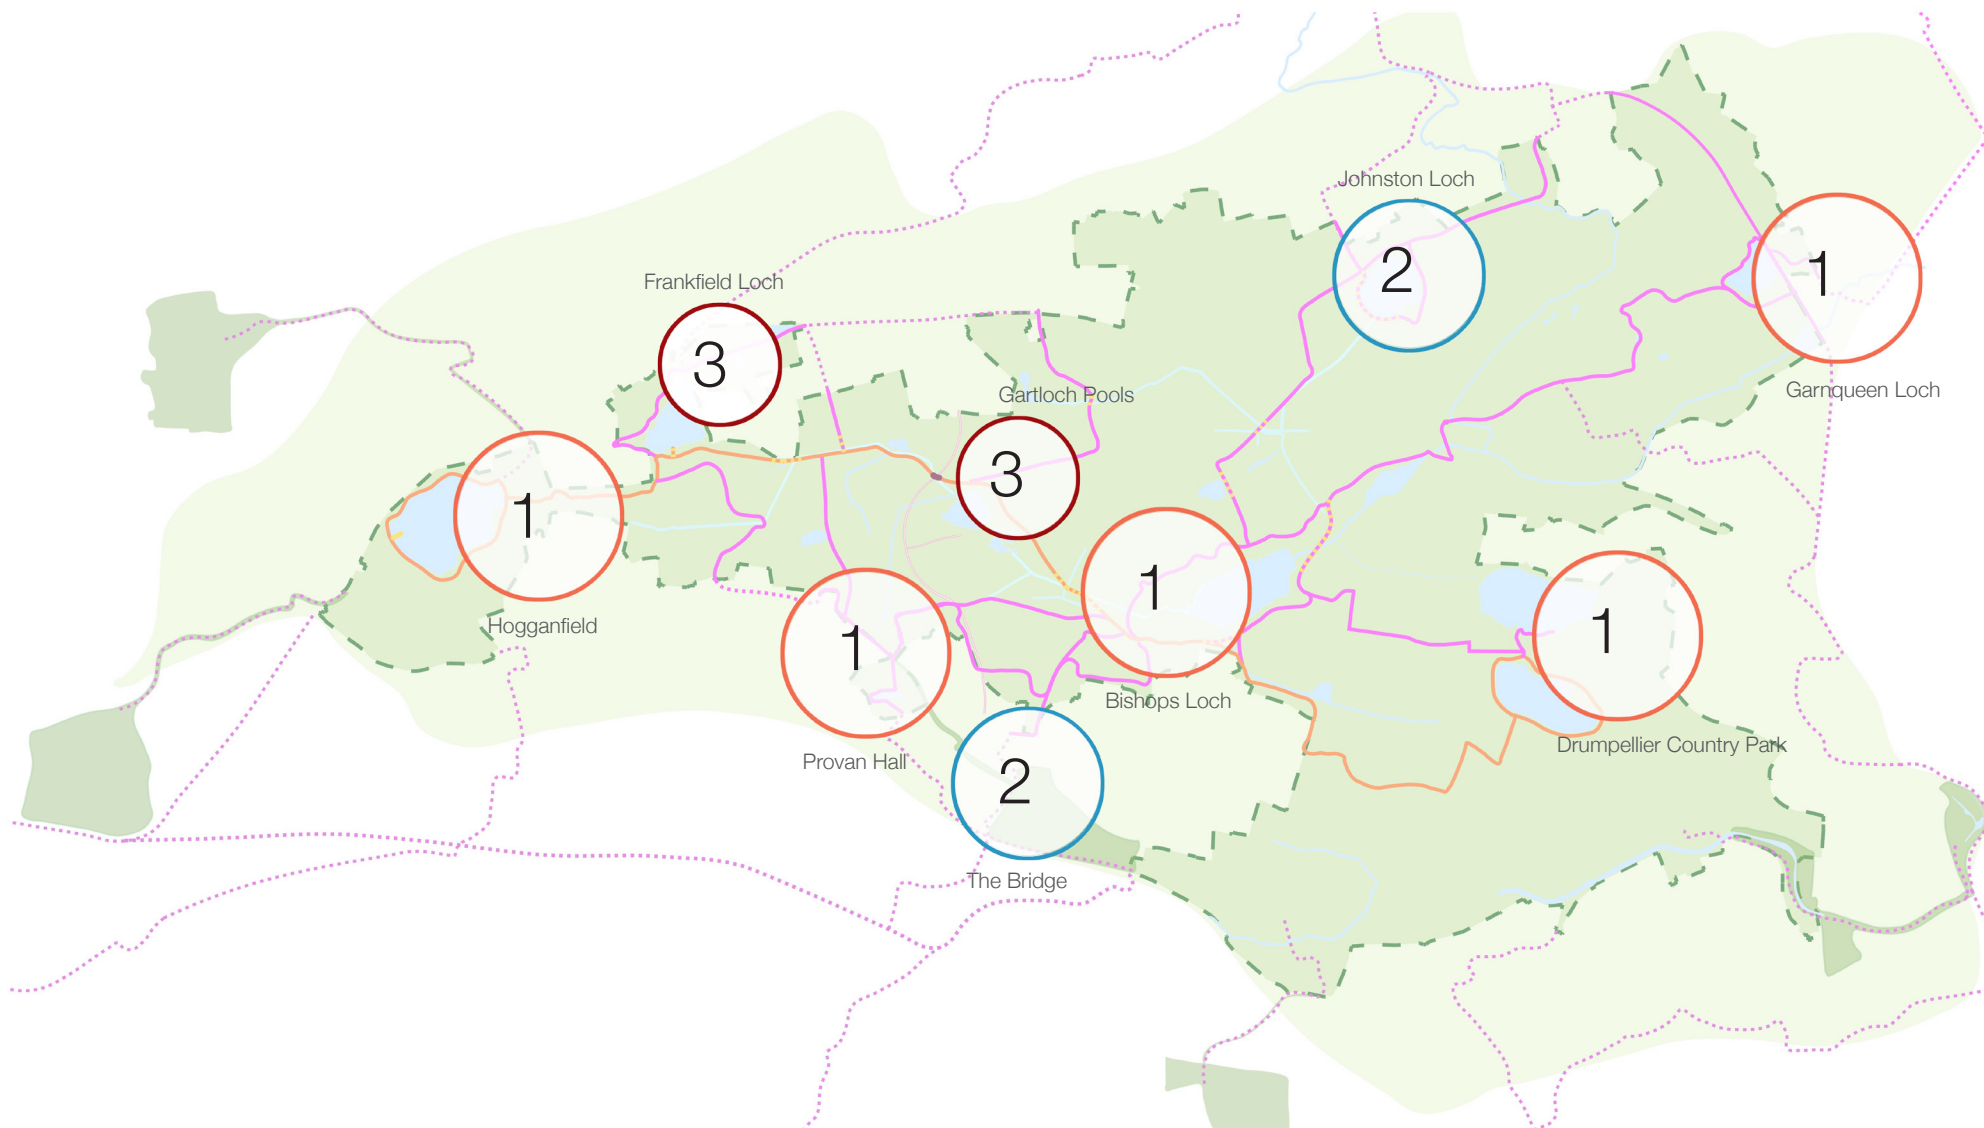 Johnston Loch
2
1
Garnqueen Loch
Frankfield Loch
3
Gartloch Pools
3
1
Hogganfield
1
Bishops Loch
1
Drumpellier Country Park
1
Provan Hall
2
The Bridge